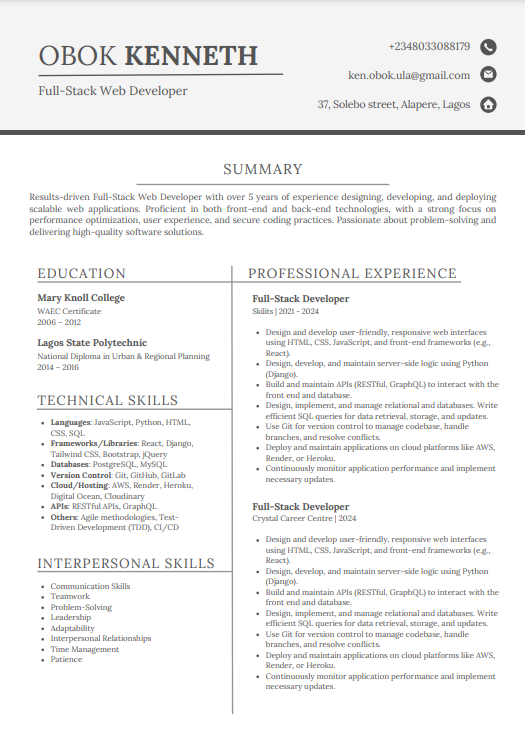 OBOK KENNETH
Full-Stack Web Developer
+2348033088179
ken.obok.ula@gmail.com
37, Solebo street, Alapere, Lagos
SUMMARY
Results-driven Full-Stack Web Developer with over 5 years of experience designing, developing, and deploying
scalable web applications. Proficient in both front-end and back-end technologies, with a strong focus on
performance optimization, user experience, and secure coding practices. Passionate about problem-solving and
delivering high-quality software solutions.
EDUCATION
Mary Knoll College
WAEC Certificate
2006 – 2012
Lagos State Polytechnic
National Diploma in Urban & Regional Planning
2014 – 2016
TECHNICAL SKILLS
• Languages: JavaScript, Python, HTML,
CSS, SQL
• Frameworks/Libraries: React, Django,
Tailwind CSS, Bootstrap, jQuery
• Databases: PostgreSQL, MySQL
• Version Control: Git, GitHub, GitLab
• Cloud/Hosting: AWS, Render, Heroku,
Digital Ocean, Cloudinary
• APIs: RESTful APIs, GraphQL
• Others: Agile methodologies, Test-
Driven Development (TDD), CI/CD
INTERPERSONAL SKILLS
• Communication Skills
• Teamwork
• Problem-Solving
• Leadership
• Adaptability
• Interpersonal Relationships
• Time Management
• Patience
PROFESSIONAL EXPERIENCE
Full-Stack Developer
Skilits | 2021 - 2024
• Design and develop user-friendly, responsive web interfaces
using HTML, CSS, JavaScript, and front-end frameworks (e.g.,
React).
• Design, develop, and maintain server-side logic using Python
(Django).
• Build and maintain APIs (RESTful, GraphQL) to interact with the
front end and database.
• Design, implement, and manage relational and databases. Write
efficient SQL queries for data retrieval, storage, and updates.
• Use Git for version control to manage codebase, handle
branches, and resolve conflicts.
• Deploy and maintain applications on cloud platforms like AWS,
Render, or Heroku.
• Continuously monitor application performance and implement
necessary updates.
Full-Stack Developer
Crystal Career Centre | 2024
• Design and develop user-friendly, responsive web interfaces
using HTML, CSS, JavaScript, and front-end frameworks (e.g.,
React).
• Design, develop, and maintain server-side logic using Python
(Django).
• Build and maintain APIs (RESTful, GraphQL) to interact with the
front end and database.
• Design, implement, and manage relational and databases. Write
efficient SQL queries for data retrieval, storage, and updates.
• Use Git for version control to manage codebase, handle
branches, and resolve conflicts.
• Deploy and maintain applications on cloud platforms like AWS,
Render, or Heroku.
• Continuously monitor application performance and implement
necessary updates.